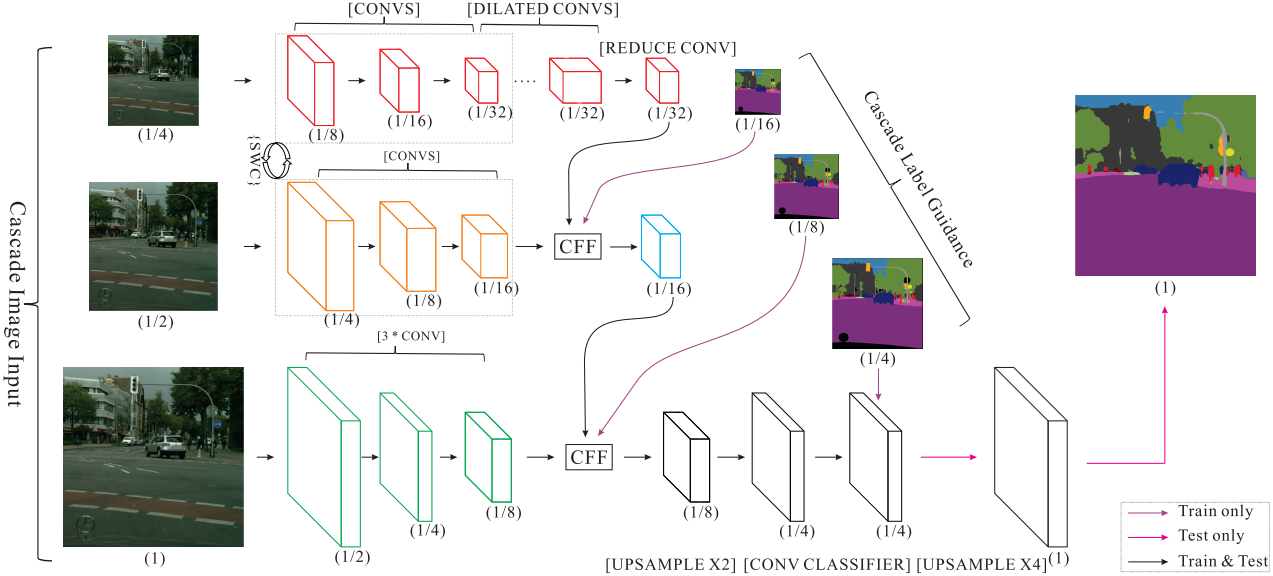 [CONVS]
[DILATED CONVS]
[REDUCE CONV]
(1/4)
(1/8)
(1/16)
(1/32)
(1/32)
(1/32)
(1/16)
{SWC}
[CONVS]
Cascade Label Guidance
Cascade Image Input
(1/2)
(1/4)
(1/8)
(1/16)
CFF
(1/16)
(1/8)
(1)
[3 * CONV]
(1/4)
(1)
(1/2)
(1/4)
(1/8)
CFF
(1/8)
(1/4)
(1/4)
(1)
[UPSAMPLE X2]
[CONV CLASSIFIER]
[UPSAMPLE X4]
Train only
Test only
Train & Test